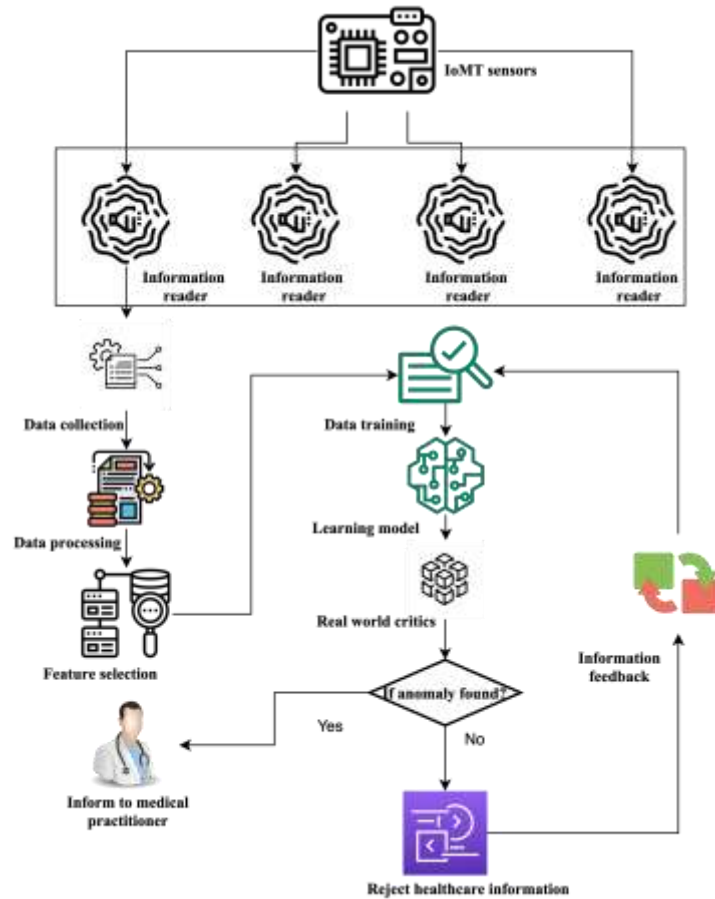 IoMT sensors
Information
reader
Information
reader
Information
reader
Information
reader
Data collection
Data training
Data processing
Learning model
Real world critics
Feature selection
Information
feedback
If anomaly found?
Yes
No
Inform to medical
practitioner
Reject healthcare information